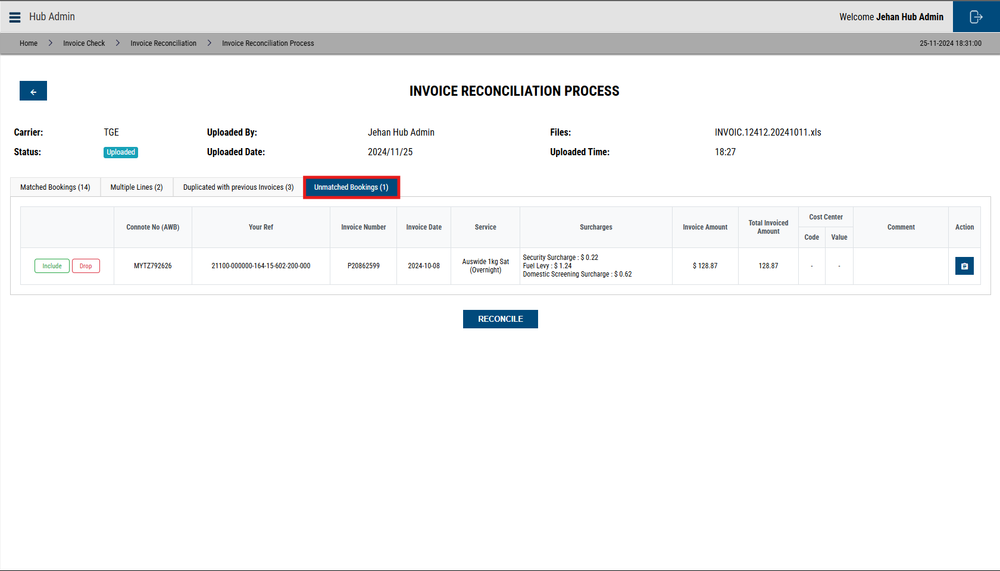 Hub Admin
Welcome Jehan Hub Admin
Home > Invoice Check > Invoice Reconciliation > Invoice Reconciliation Process
25-11-2024 18:31:00
INVOICE RECONCILIATION PROCESS
Carrier: TGE Uploaded By: Jehan Hub Admin Files: INVOIC.12412.20241011.xls
Status: Uploaded Uploaded Date: 2024/11/25 Uploaded Time: 18:27
Matched Bookings (14) Multiple Lines (2) Duplicated with previous Invoices (3) Unmatched Bookings (1)
Connote No (AWB) Your Ref Invoice Number Invoice Date Service Surcharges Invoice Amount Total Invoiced Amount Cost Center Comment Action
Code Value
Include Drop MYTZ792626 21100-000000-164-15-602-200-000 P20862599 2024-10-08 Auswide 1kg Sat (Overnight)
Security Surcharge : $ 0.22
Fuel Levy : $ 1.24
Domestic Screening Surcharge : $ 0.62
$ 128.87 128.87 - -
RECONCILE